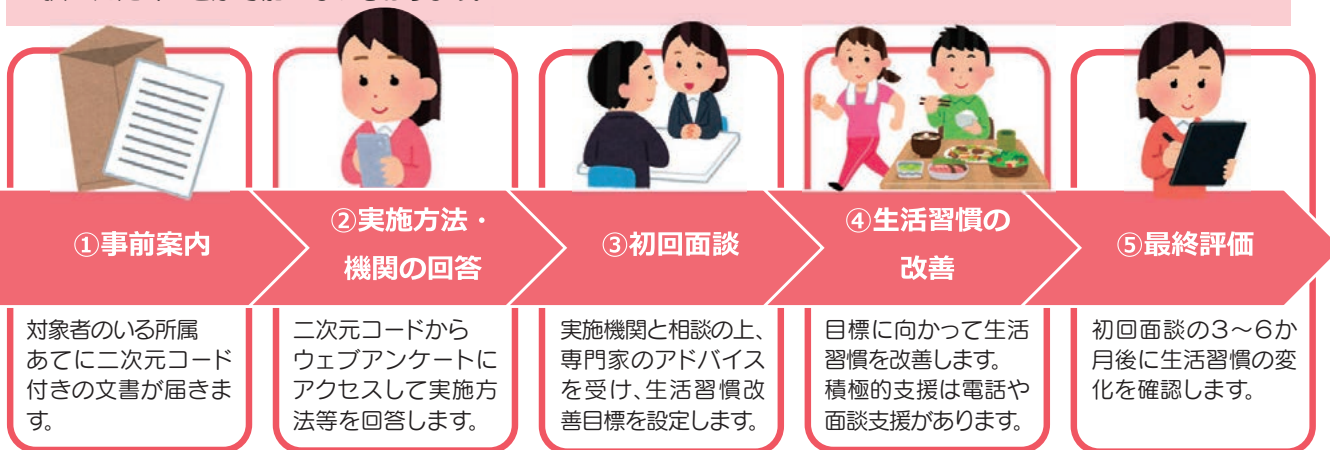 ①事前案内
②実施方法・
機関の回答
③初回面談
④生活習慣の
改善
⑤最終評価
対象者のいる所属
あてに二次元コード
付きの文書が届きま
す。
二次元コードから
ウェブアンケートに
アクセスして実施方
法等を回答します。
実施機関と相談の上、
専門家のアドバイス
を受け、生活習慣改
善目標を設定します。
目標に向かって生活
習慣を改善します。
積極的支援は電話や
面談支援があります。
初回面談の3～6か
月後に生活習慣の変
化を確認します。